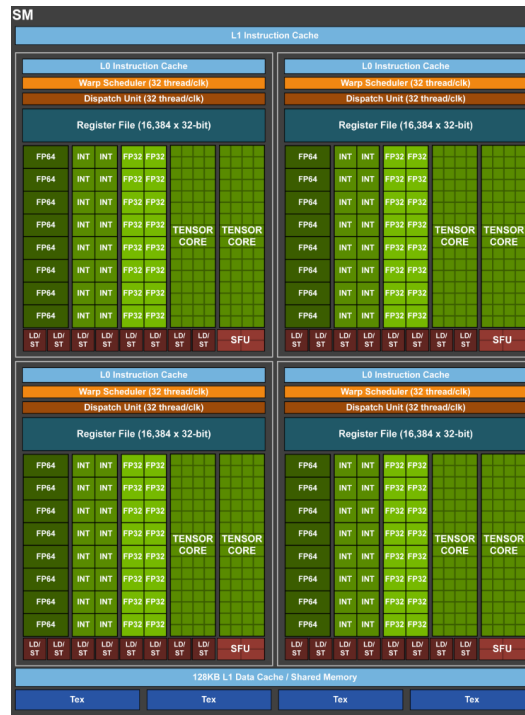 SM
L1 Instruction Cache
L0 Instruction Cache
Warp Scheduler (32 thread/clk)
Dispatch Unit (32 thread/clk)
Register File (16,384 x 32-bit)
FP64 INT INT FP32 FP32
FP64 INT INT FP32 FP32
FP64 INT INT FP32 FP32
FP64 INT INT FP32 FP32 TENSOR TENSOR
FP64 INT INT FP32 FP32 CORE CORE
FP64 INT INT FP32 FP32
FP64 INT INT FP32 FP32
FP64 INT INT FP32 FP32
LD/ LD/ LD/ LD/ LD/ LD/ LD/ LD/ SFU
ST ST ST ST ST ST ST ST
L0 Instruction Cache
Warp Scheduler (32 thread/clk)
Dispatch Unit (32 thread/clk)
Register File (16,384 x 32-bit)
FP64 INT INT FP32 FP32
FP64 INT INT FP32 FP32
FP64 INT INT FP32 FP32
FP64 INT INT FP32 FP32 TENSOR TENSOR
FP64 INT INT FP32 FP32 CORE CORE
FP64 INT INT FP32 FP32
FP64 INT INT FP32 FP32
FP64 INT INT FP32 FP32
LD/ LD/ LD/ LD/ LD/ LD/ LD/ LD/ SFU
ST ST ST ST ST ST ST ST
L0 Instruction Cache
Warp Scheduler (32 thread/clk)
Dispatch Unit (32 thread/clk)
Register File (16,384 x 32-bit)
FP64 INT INT FP32 FP32
FP64 INT INT FP32 FP32
FP64 INT INT FP32 FP32
FP64 INT INT FP32 FP32 TENSOR TENSOR
FP64 INT INT FP32 FP32 CORE CORE
FP64 INT INT FP32 FP32
FP64 INT INT FP32 FP32
FP64 INT INT FP32 FP32
LD/ LD/ LD/ LD/ LD/ LD/ LD/ LD/ SFU
ST ST ST ST ST ST ST ST
L0 Instruction Cache
Warp Scheduler (32 thread/clk)
Dispatch Unit (32 thread/clk)
Register File (16,384 x 32-bit)
FP64 INT INT FP32 FP32
FP64 INT INT FP32 FP32
FP64 INT INT FP32 FP32
FP64 INT INT FP32 FP32 TENSOR TENSOR
FP64 INT INT FP32 FP32 CORE CORE
FP64 INT INT FP32 FP32
FP64 INT INT FP32 FP32
FP64 INT INT FP32 FP32
LD/ LD/ LD/ LD/ LD/ LD/ LD/ LD/ SFU
ST ST ST ST ST ST ST ST
128KB L1 Data Cache / Shared Memory
Tex Tex Tex Tex